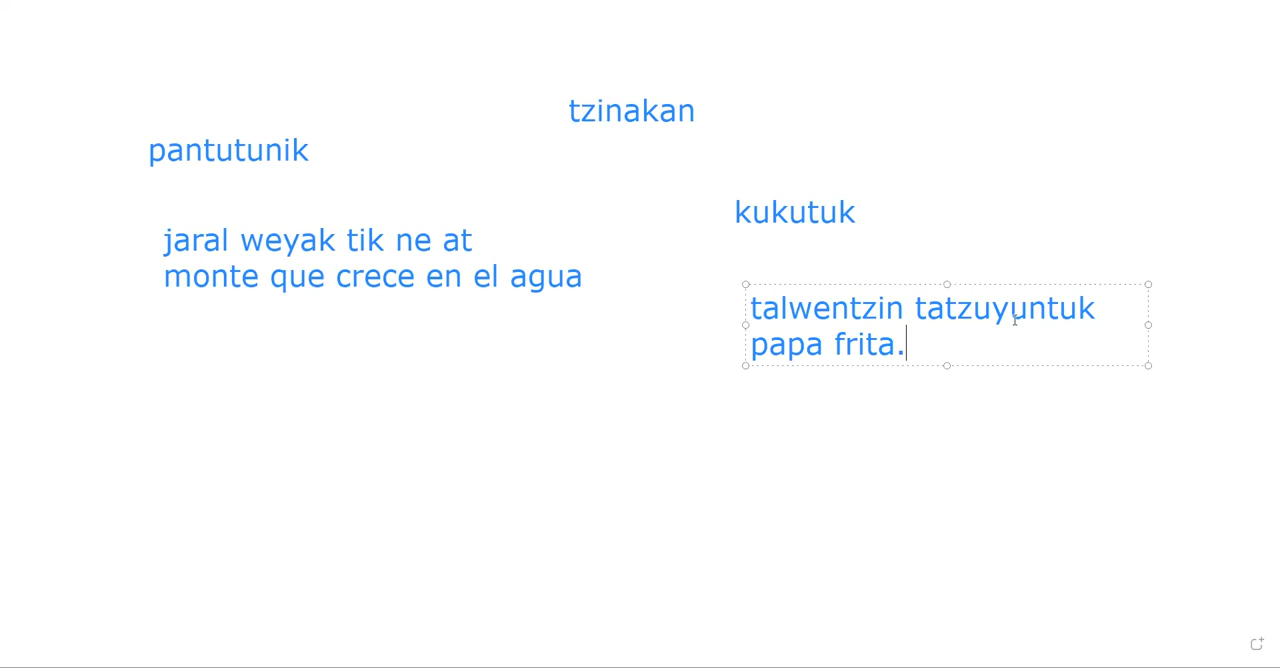 tzinakan
pantutunik
kukutuk
jaral weyak tik ne at
monte que crece en el agua
talwentzin tatzuyuntuk
papa frita.